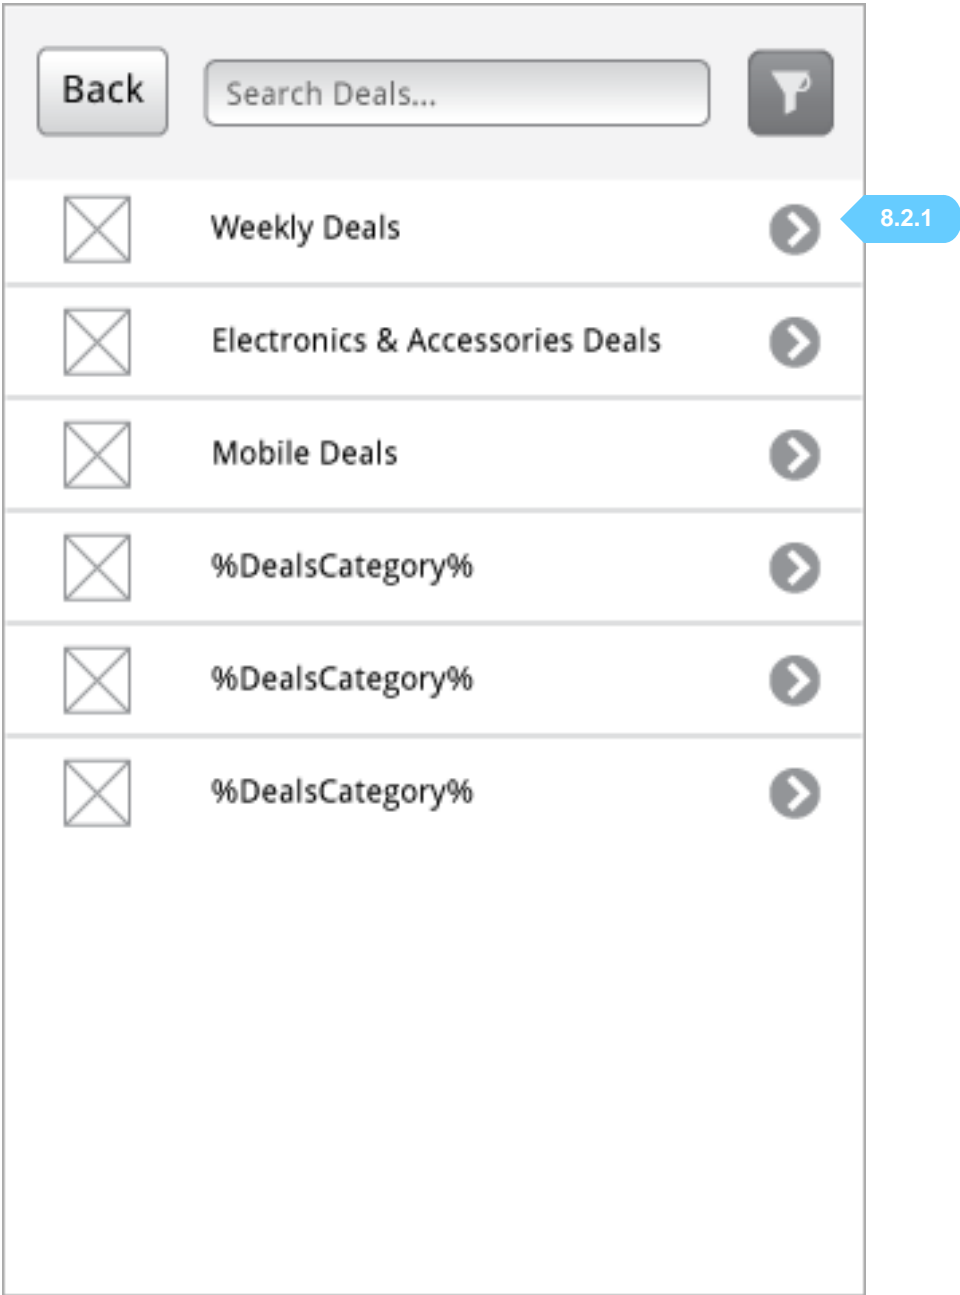 Back
Search Deals...
Weekly Deals
8.2.1
Electronics & Accessories Deals
Mobile Deals
%DealsCategory%
%DealsCategory%
%DealsCategory%